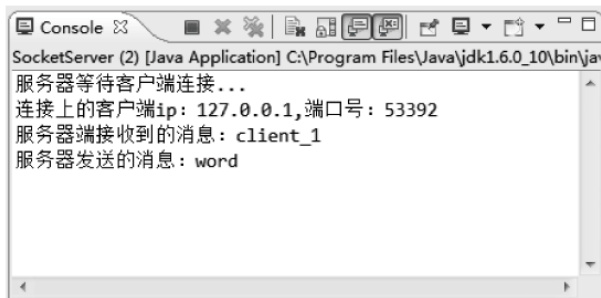 Console
SocketServer (2) [Java Application] C:\Program Files\Java\jdk1.6.0_10\bin\jav
服务器等待客户端连接...
连接上的客户端ip：127.0.0.1,端口号：53392
服务器端接收到的消息：client_1
服务器发送的消息：word